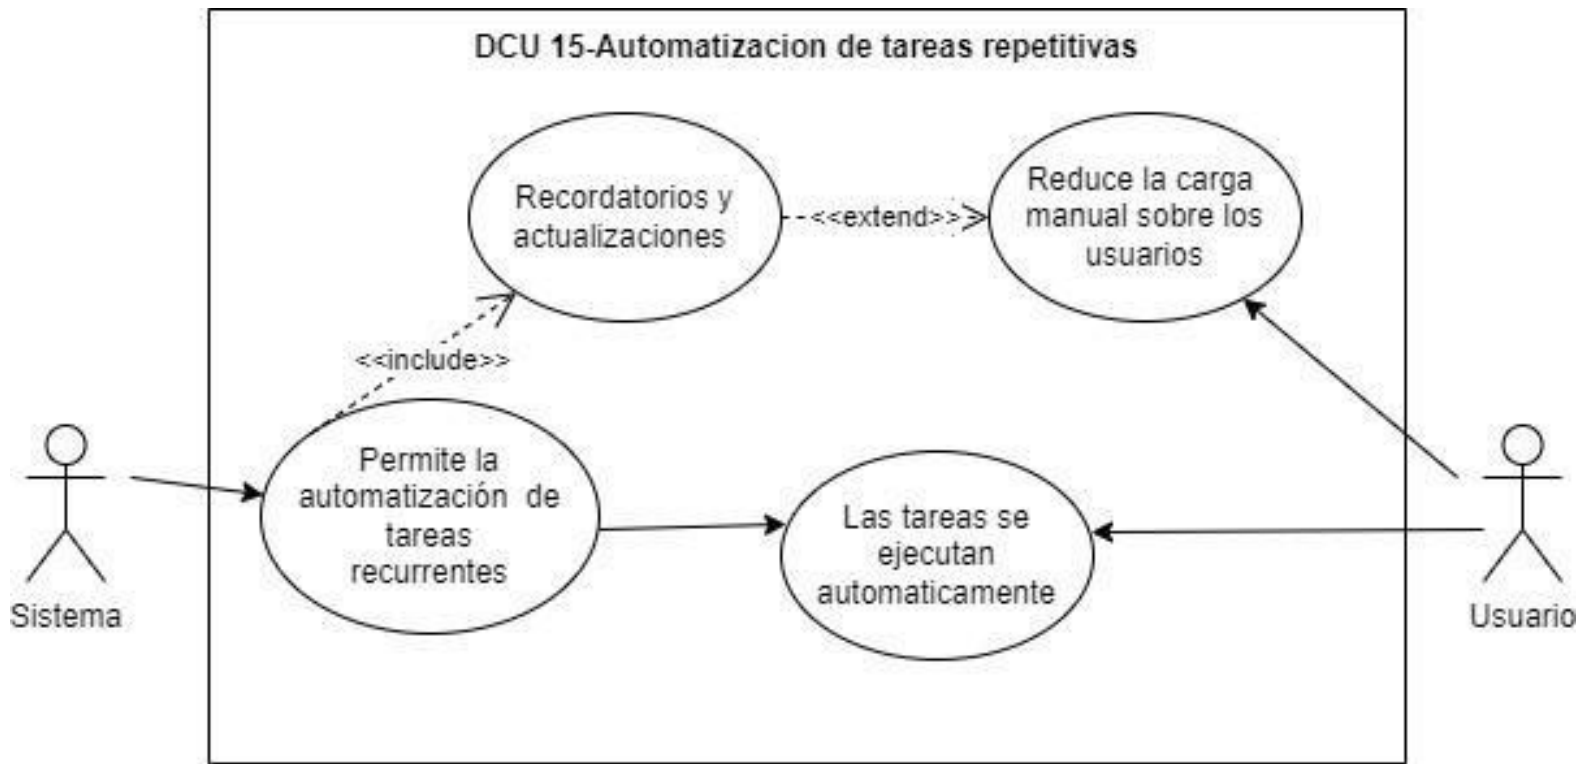 DCU 15-Automatizacion de tareas repetitivas
Recordatorios y
actualizaciones
<<extend>>
Reduce la carga
manual sobre los
usuarios
<<include>>
Permite la
automatización de
tareas
recurrentes
Las tareas se
ejecutan
automaticamente
Sistema
Usuario